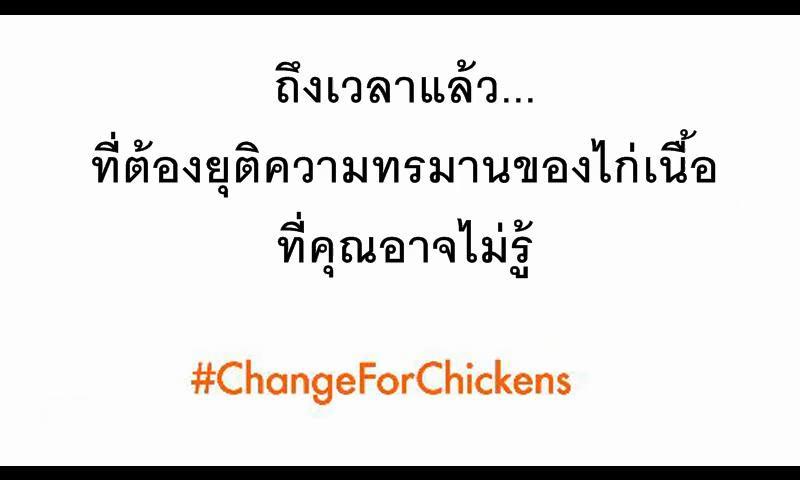 ถึงเวลาแล้ว...
ที่ต้องยุติความทรมานของไก่เนื้อ
ที่คุณอาจไม่รู้
#ChangeForChickens